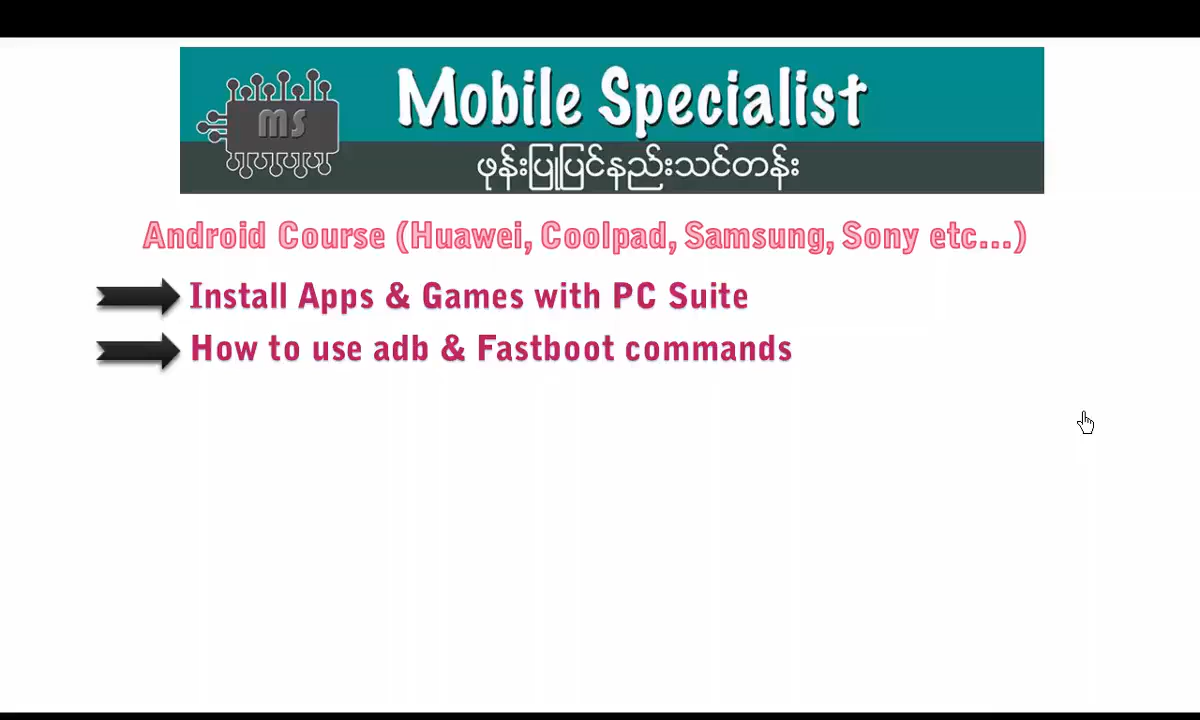 MS
Mobile Specialist
ဖုန်းပြုပြင်နည်းသင်တန်း
Android Course (Huawei, Coolpad, Samsung, Sony etc...)
Install Apps & Games with PC Suite
How to use adb & Fastboot commands